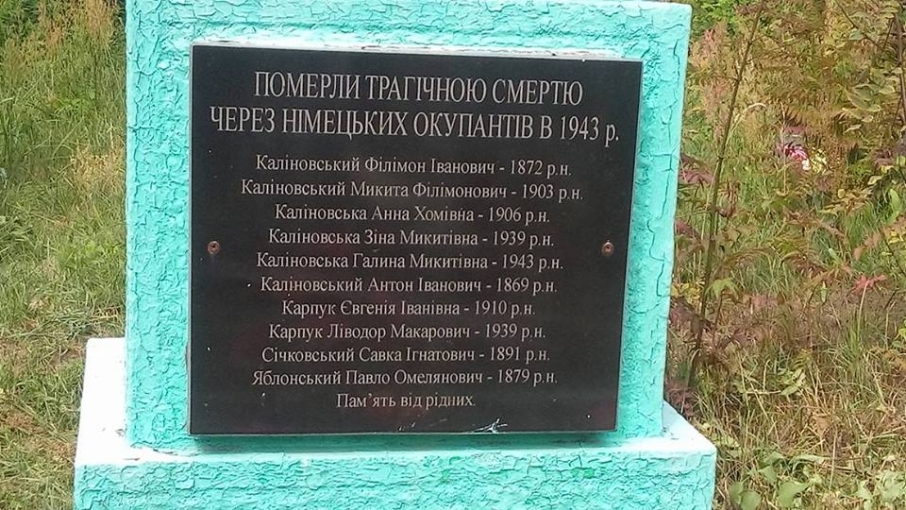 ПОМЕРЛИ ТРАГІЧНОЮ СМЕРТЮ
ЧЕРЕЗ НІМЕЦЬКИХ ОКУПАНТІВ В 1943 р.
Каліновський Філімон Іванович - 1872 р.н.
Каліновський Микита Філімонович - 1903 р.н.
Каліновська Анна Хомівна - 1906 р.н.
Каліновська Зіна Микитівна - 1939 р.н.
Каліновська Галина Микитівна - 1943 р.н.
Каліновський Антон Іванович - 1869 р.н.
Карпук Євгенія Іванівна - 1910 р.н.
Карпук Ліводор Макарович - 1939 р.н.
Січковський Савка Ігнатович - 1891 р.н.
Яблонський Павло Омелянович - 1879 р.н.
Пам'ять від рідних.